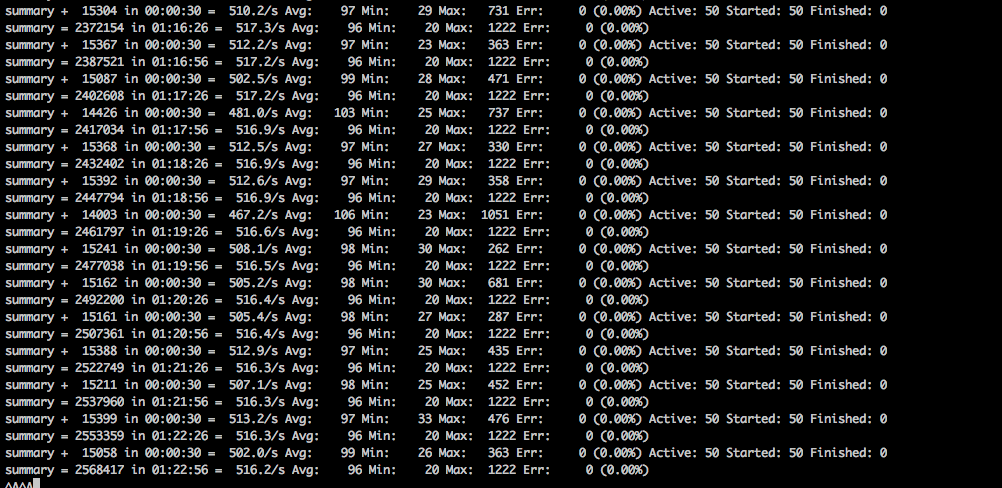 summary +  15304 in 00:00:30 =  510.2/s Avg:    97 Min:    29 Max:   731 Err:     0 (0.00%) Active: 50 Started: 50 Finished: 0
summary = 2372154 in 01:16:26 =  517.3/s Avg:    96 Min:    20 Max:  1222 Err:     0 (0.00%)
summary +  15367 in 00:00:30 =  512.2/s Avg:    97 Min:    23 Max:   363 Err:     0 (0.00%) Active: 50 Started: 50 Finished: 0
summary = 2387521 in 01:16:56 =  517.2/s Avg:    96 Min:    20 Max:  1222 Err:     0 (0.00%)
summary +  15087 in 00:00:30 =  502.5/s Avg:    99 Min:    28 Max:   471 Err:     0 (0.00%) Active: 50 Started: 50 Finished: 0
summary = 2402608 in 01:17:26 =  517.2/s Avg:    96 Min:    20 Max:  1222 Err:     0 (0.00%)
summary +  14426 in 00:00:30 =  481.0/s Avg:   103 Min:    25 Max:   737 Err:     0 (0.00%) Active: 50 Started: 50 Finished: 0
summary = 2417034 in 01:17:56 =  516.9/s Avg:    96 Min:    20 Max:  1222 Err:     0 (0.00%)
summary +  15368 in 00:00:30 =  512.5/s Avg:    97 Min:    27 Max:   330 Err:     0 (0.00%) Active: 50 Started: 50 Finished: 0
summary = 2432402 in 01:18:26 =  516.9/s Avg:    96 Min:    20 Max:  1222 Err:     0 (0.00%)
summary +  15392 in 00:00:30 =  512.6/s Avg:    97 Min:    29 Max:   358 Err:     0 (0.00%) Active: 50 Started: 50 Finished: 0
summary = 2447794 in 01:18:56 =  516.9/s Avg:    96 Min:    20 Max:  1222 Err:     0 (0.00%)
summary +  14003 in 00:00:30 =  467.2/s Avg:   106 Min:    23 Max:  1051 Err:     0 (0.00%) Active: 50 Started: 50 Finished: 0
summary = 2461797 in 01:19:26 =  516.6/s Avg:    96 Min:    20 Max:  1222 Err:     0 (0.00%)
summary +  15241 in 00:00:30 =  508.1/s Avg:    98 Min:    30 Max:   262 Err:     0 (0.00%) Active: 50 Started: 50 Finished: 0
summary = 2477038 in 01:19:56 =  516.5/s Avg:    96 Min:    20 Max:  1222 Err:     0 (0.00%)
summary +  15162 in 00:00:30 =  505.2/s Avg:    98 Min:    30 Max:   681 Err:     0 (0.00%) Active: 50 Started: 50 Finished: 0
summary = 2492200 in 01:20:26 =  516.4/s Avg:    96 Min:    20 Max:  1222 Err:     0 (0.00%)
summary +  15161 in 00:00:30 =  505.4/s Avg:    98 Min:    27 Max:   287 Err:     0 (0.00%) Active: 50 Started: 50 Finished: 0
summary = 2507361 in 01:20:56 =  516.4/s Avg:    96 Min:    20 Max:  1222 Err:     0 (0.00%)
summary +  15388 in 00:00:30 =  512.9/s Avg:    97 Min:    25 Max:   435 Err:     0 (0.00%) Active: 50 Started: 50 Finished: 0
summary = 2522749 in 01:21:26 =  516.3/s Avg:    96 Min:    20 Max:  1222 Err:     0 (0.00%)
summary +  15211 in 00:00:30 =  507.1/s Avg:    98 Min:    25 Max:   452 Err:     0 (0.00%) Active: 50 Started: 50 Finished: 0
summary = 2537960 in 01:21:56 =  516.3/s Avg:    96 Min:    20 Max:  1222 Err:     0 (0.00%)
summary +  15399 in 00:00:30 =  513.2/s Avg:    97 Min:    33 Max:   476 Err:     0 (0.00%) Active: 50 Started: 50 Finished: 0
summary = 2553359 in 01:22:26 =  516.3/s Avg:    96 Min:    20 Max:  1222 Err:     0 (0.00%)
summary +  15058 in 00:00:30 =  502.0/s Avg:    99 Min:    26 Max:   363 Err:     0 (0.00%) Active: 50 Started: 50 Finished: 0
summary = 2568417 in 01:22:56 =  516.2/s Avg:    96 Min:    20 Max:  1222 Err:     0 (0.00%)